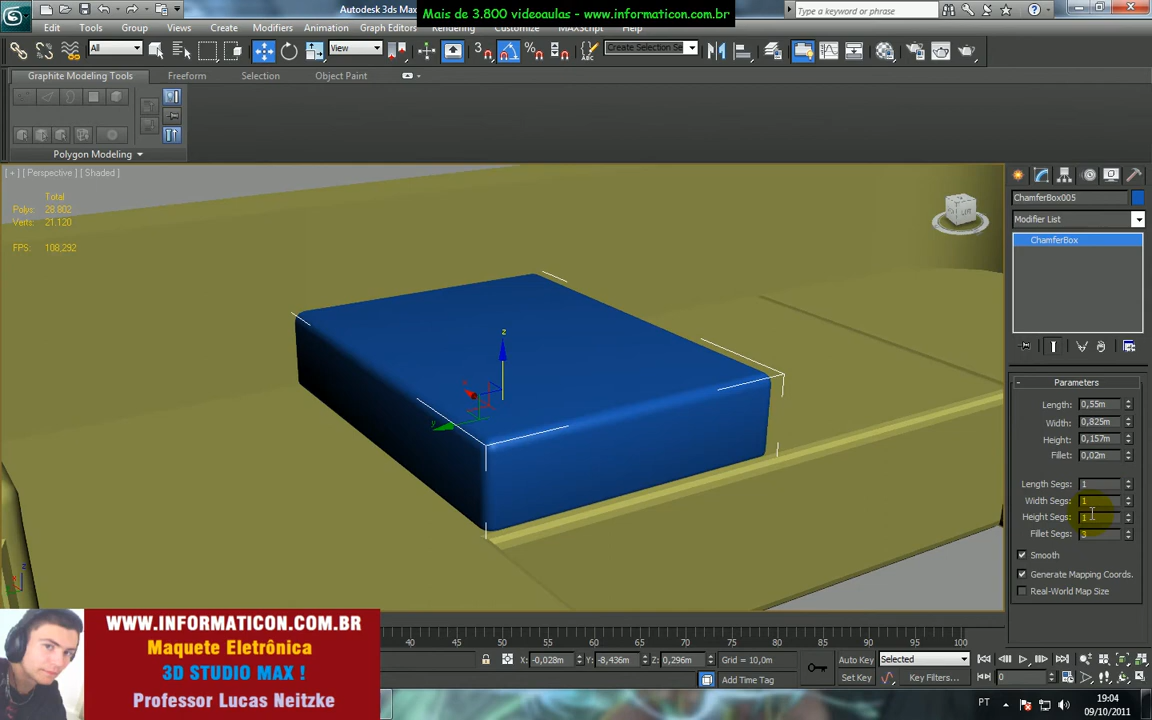 Autodesk 3ds Max
Mais de 3.800 videoaulas - www.informaticon.com.br
Type a keyword or phrase
Edit Tools Group Views Create Modifiers Animation Graph Editors Rendering Customize MAXScript Help
All View Create Selection Se
Graphite Modeling Tools Freeform Selection Object Paint
Polygon Modeling
[ + ] [ Perspective ] [ Shaded ]
Total
Polys: 28.802
Verts: 21.120
FPS: 108,292
z
x
y
ChamferBox005
Modifier List
ChamferBox
- Parameters
Length: 0,55m
Width: 0,825m
Height: 0,157m
Fillet: 0,02m
Length Segs: 1
Width Segs: 1
Height Segs: 1
Fillet Segs: 3
Smooth
Generate Mapping Coords.
Real-World Map Size
WWW.INFORMATICON.COM.BR
Maquete Eletrônica
3D STUDIO MAX !
Professor Lucas Neitzke
40 45 50 55 60 65 70 75 80 85 90 95 100
X: -0,028m Y: -8,436m Z: 0,296m Grid = 10,0m
Add Time Tag
Auto Key Selected
Set Key Key Filters... 0
PT 19:04
09/10/2011